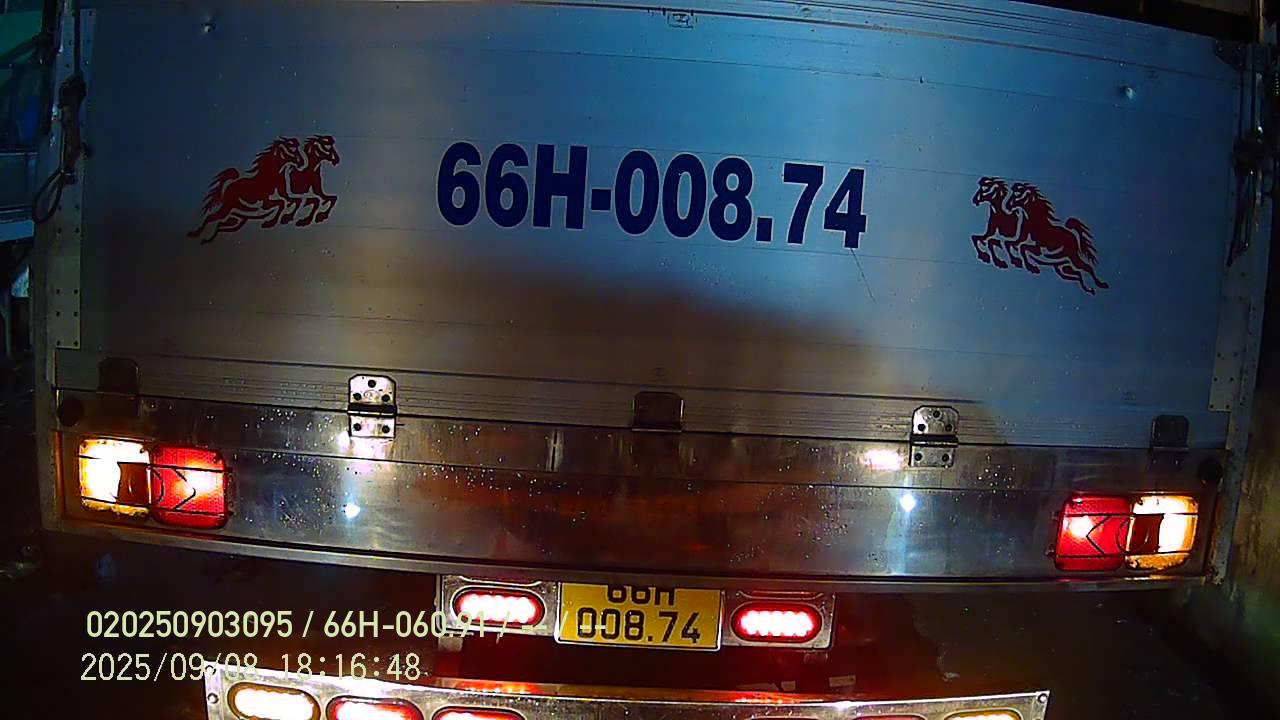 66H-008.74
66H
008.74
020250903095 / 66H-060.91 / -- / --
2025/09/08 18:16:48